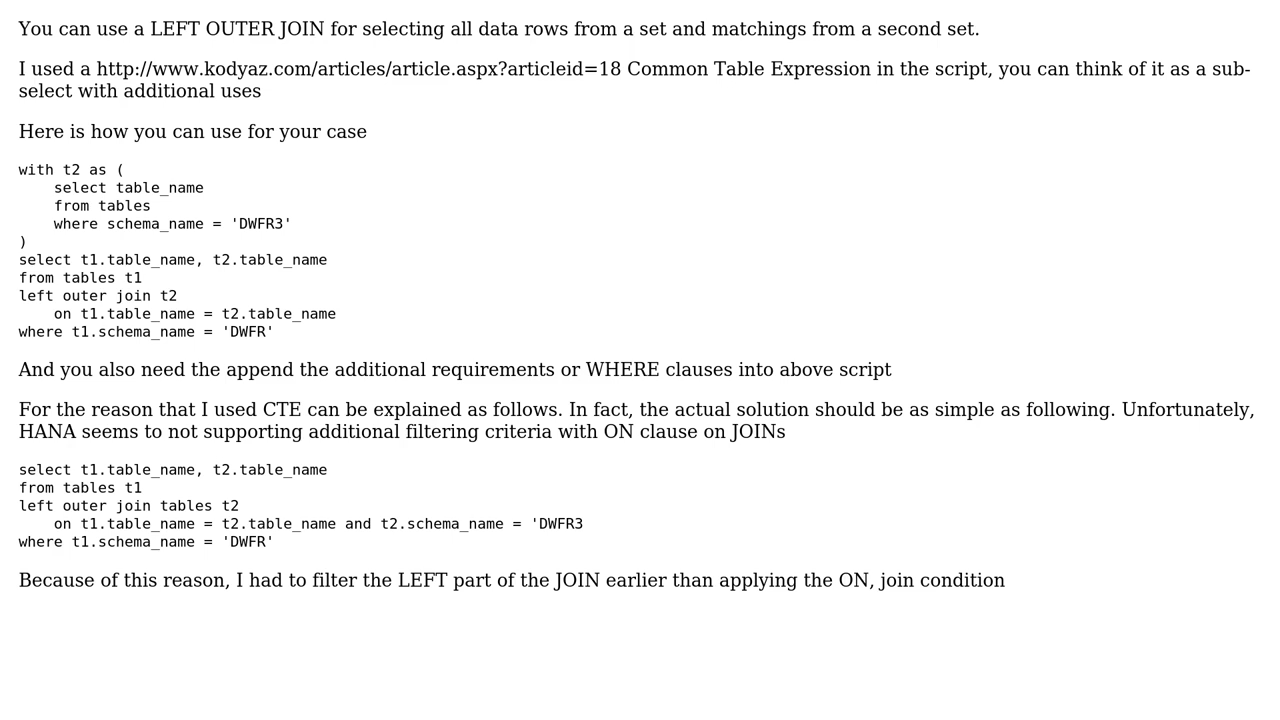 You can use a LEFT OUTER JOIN for selecting all data rows from a set and matchings from a second set.
I used a http://www.kodyaz.com/articles/article.aspx?articleid=18 Common Table Expression in the script, you can think of it as a sub-
select with additional uses
Here is how you can use for your case
with t2 as (
    select table_name
    from tables
    where schema_name = 'DWFR3'
)
select t1.table_name, t2.table_name
from tables t1
left outer join t2
    on t1.table_name = t2.table_name
where t1.schema_name = 'DWFR'
And you also need the append the additional requirements or WHERE clauses into above script
For the reason that I used CTE can be explained as follows. In fact, the actual solution should be as simple as following. Unfortunately,
HANA seems to not supporting additional filtering criteria with ON clause on JOINs
select t1.table_name, t2.table_name
from tables t1
left outer join tables t2
    on t1.table_name = t2.table_name and t2.schema_name = 'DWFR3
where t1.schema_name = 'DWFR'
Because of this reason, I had to filter the LEFT part of the JOIN earlier than applying the ON, join condition